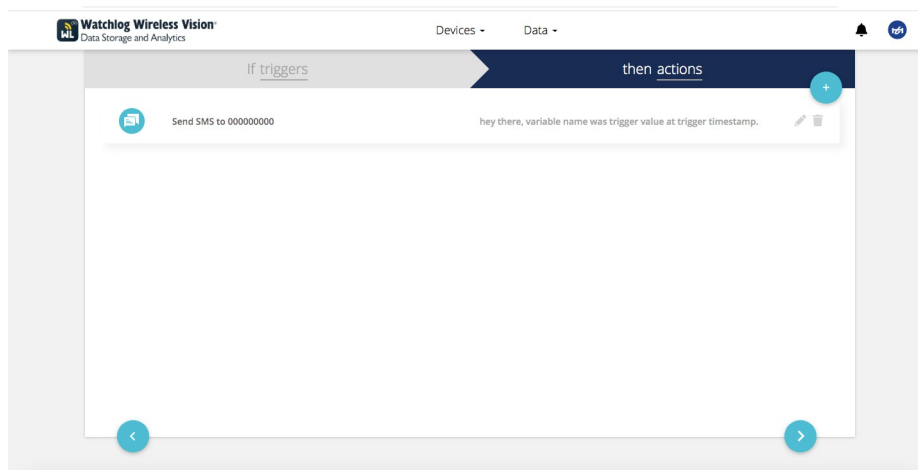 Watchlog Wireless Vision
Data Storage and Analytics
WL
Devices
Data
If triggers
then actions
+
Send SMS to 000000000
hey there, variable name was trigger value at trigger timestamp.